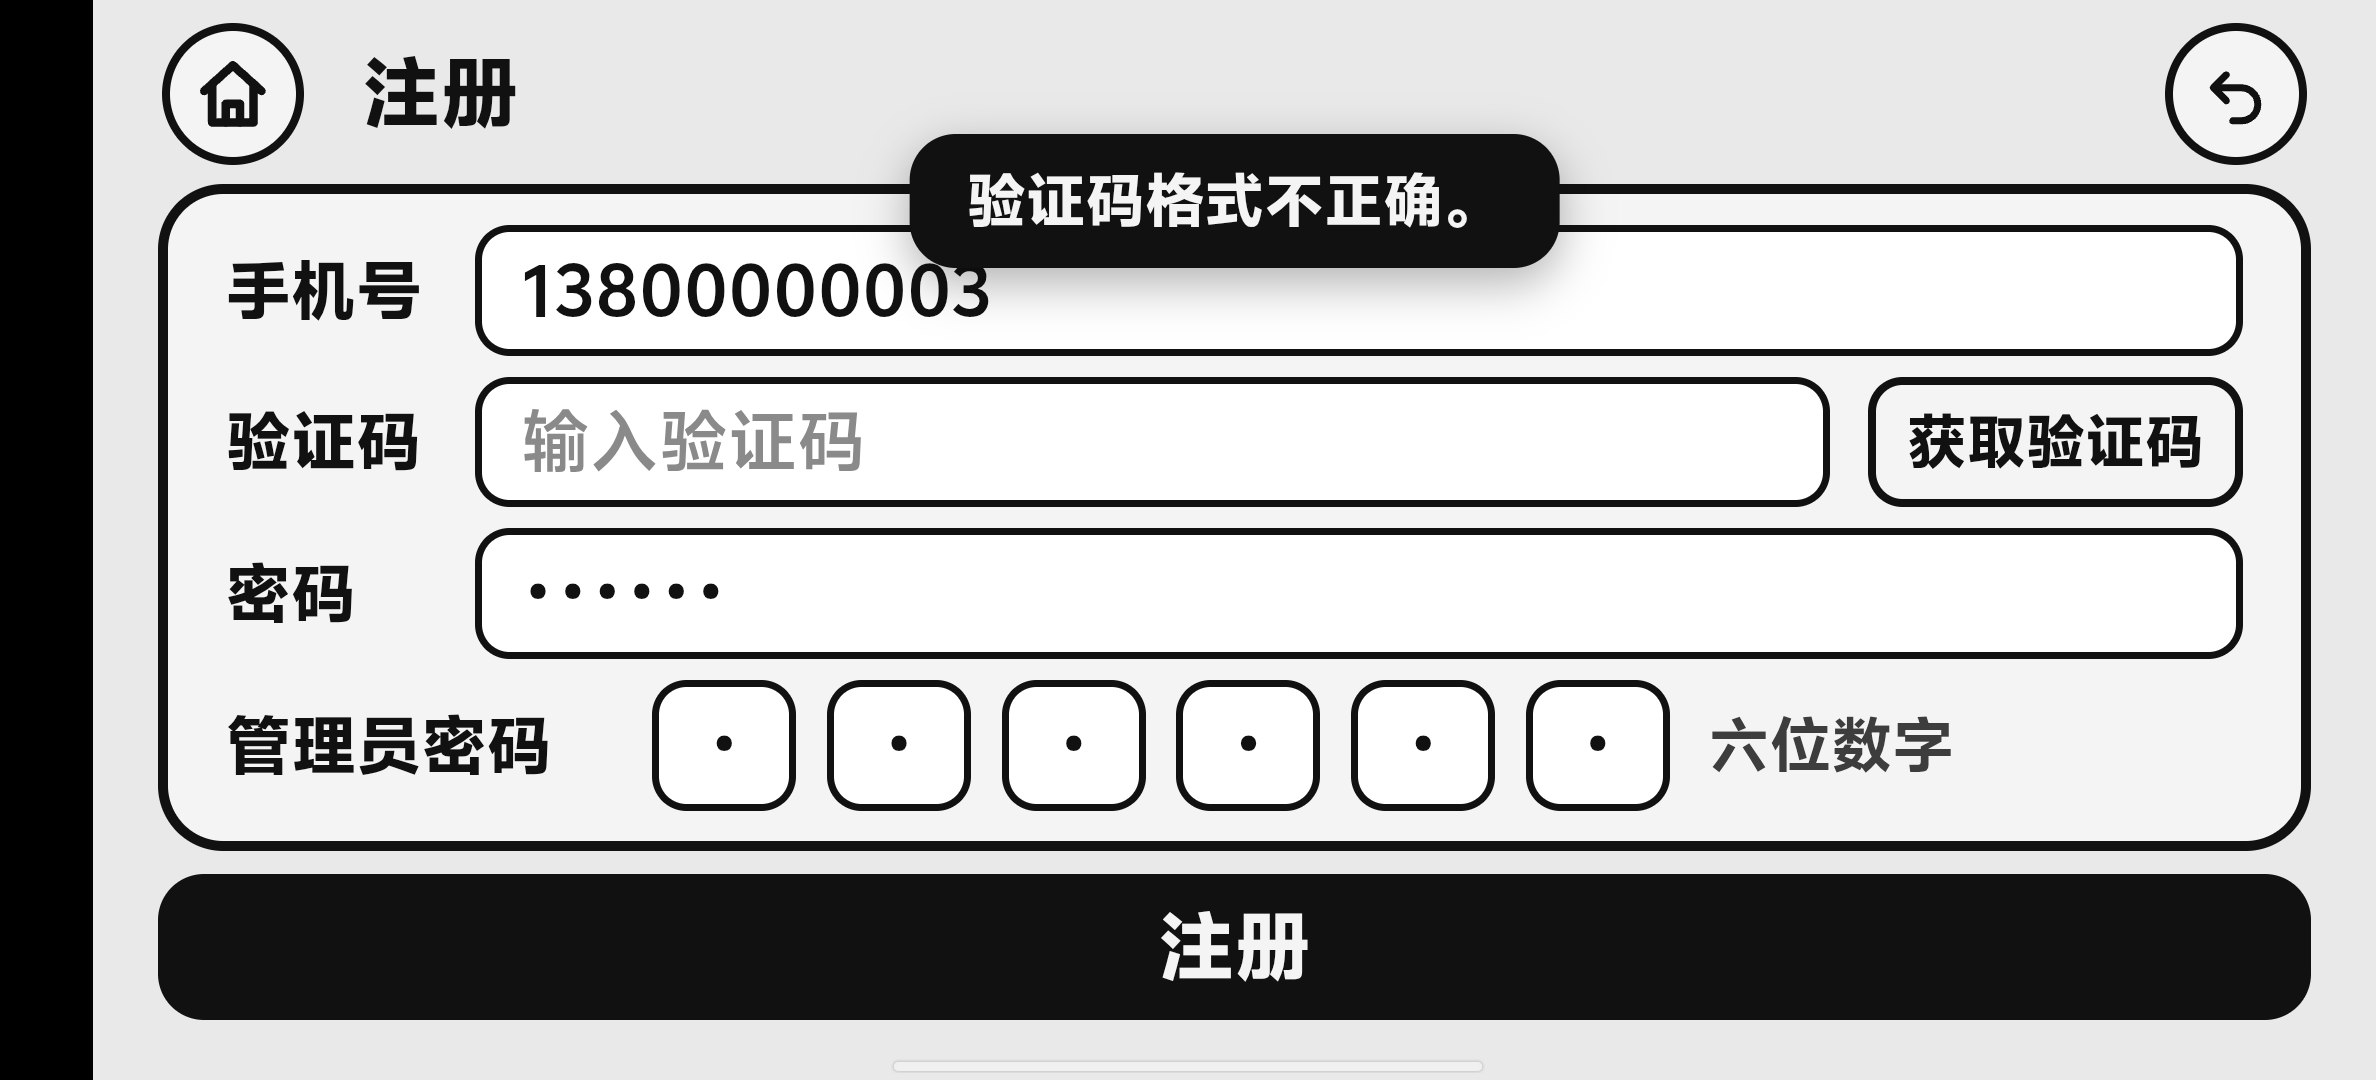 注册
验证码格式不正确。
手机号 13800000003
验证码 输入验证码 获取验证码
密码 ••••••
管理员密码 • • • • • • 六位数字
注册